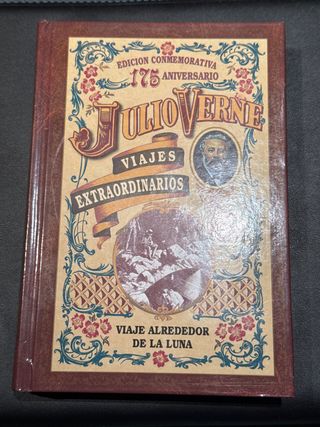 EDICION CONMEMORATIVA
175 ANIVERSARIO
JULIO VERNE
VIAJES
EXTRAORDINARIOS
VIAJE ALREDEDOR
DE LA LUNA